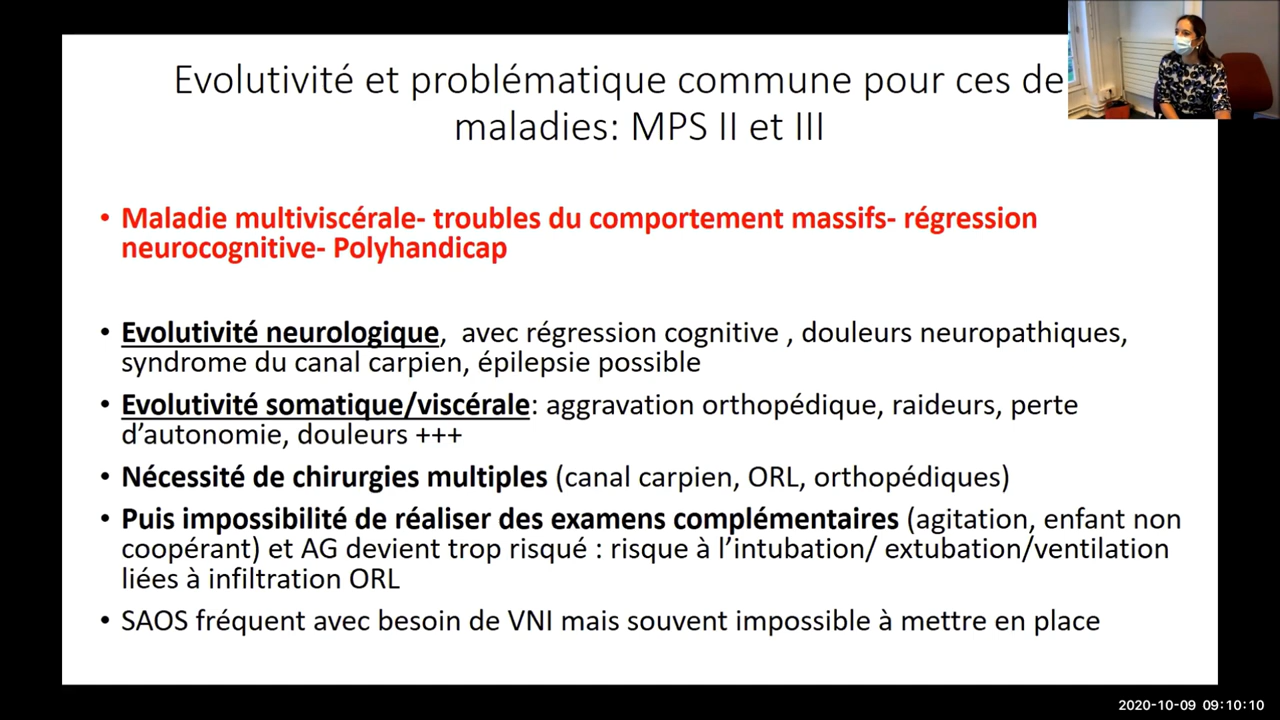 Evolutivité et problématique commune pour ces de
maladies: MPS II et III
• Maladie multiviscérale- troubles du comportement massifs- régression
neurocognitive- Polyhandicap
• Evolutivité neurologique, avec régression cognitive , douleurs neuropathiques,
syndrome du canal carpien, épilepsie possible
• Evolutivité somatique/viscérale: aggravation orthopédique, raideurs, perte
d’autonomie, douleurs +++
• Nécessité de chirurgies multiples (canal carpien, ORL, orthopédiques)
• Puis impossibilité de réaliser des examens complémentaires (agitation, enfant non
coopérant) et AG devient trop risqué : risque à l’intubation/ extubation/ventilation
liées à infiltration ORL
• SAOS fréquent avec besoin de VNI mais souvent impossible à mettre en place
2020-10-09 09:10:10